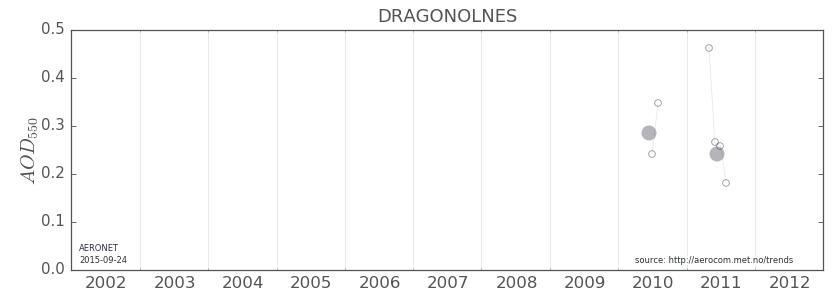 DRAGONOLNES
0.5
0.4
0.3
0.2
0.1
0.0
AOD550
AERONET
2015-09-24
source: http://aerocom.met.no/trends
2002 2003 2004 2005 2006 2007 2008 2009 2010 2011 2012